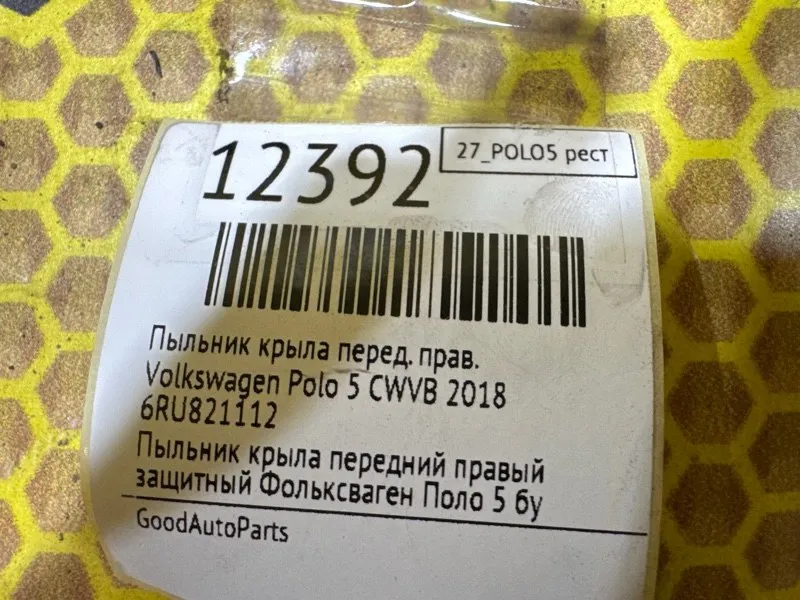 12392
27_POLO5 рест
Пыльник крыла перед. прав.
Volkswagen Polo 5 CWVB 2018
6RU821112
Пыльник крыла передний правый
защитный Фольксваген Поло 5 бу
GoodAutoParts